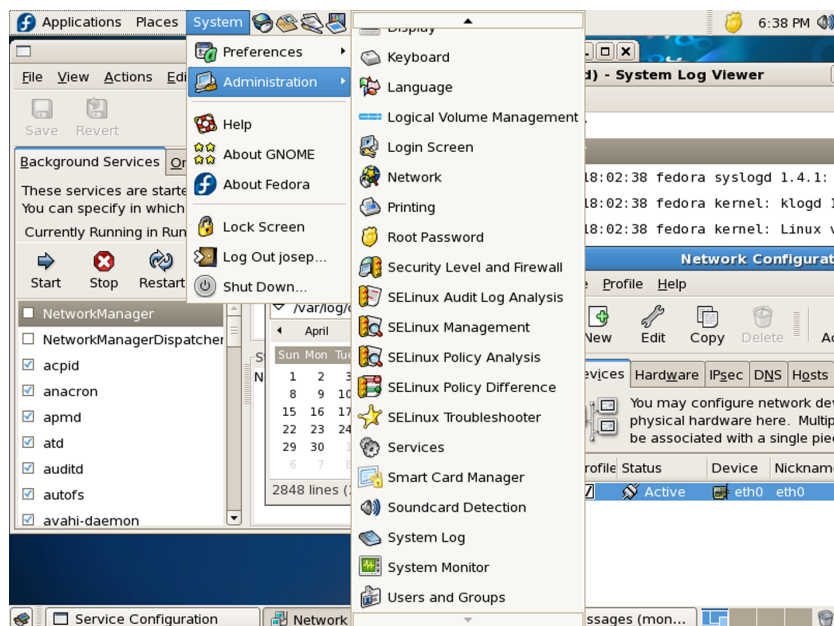 Applications Places System
6:38 PM
Preferences
Administration
Help
About GNOME
About Fedora
Lock Screen
Log Out josep...
Shut Down...
Display
Keyboard
Language
Logical Volume Management
Login Screen
Network
Printing
Root Password
Security Level and Firewall
SELinux Audit Log Analysis
SELinux Management
SELinux Policy Analysis
SELinux Policy Difference
SELinux Troubleshooter
Services
Smart Card Manager
Soundcard Detection
System Log
System Monitor
Users and Groups
File View Actions Edi
Save Revert
Background Services
These services are starte
You can specify in which
Currently Running in Run
Start Stop Restart
NetworkManager
NetworkManagerDispatcher
acpid
anacron
apmd
atd
auditd
autofs
avahi-daemon
/var/log/
April
Sun Mon Tue
1 2 3
8 9 10
15 16 17
22 23 24
29 30 1
6 7 8
2848 lines (
d) - System Log Viewer
18:02:38 fedora syslogd 1.4.1:
18:02:38 fedora kernel: klogd 1
18:02:38 fedora kernel: Linux v
Network Configurat
Profile Help
New Edit Copy Delete
evices Hardware IPsec DNS Hosts
You may configure network dev
physical hardware here. Multip
be associated with a single pie
rofile Status Device Nicknam
Active eth0 eth0
Service Configuration
Network
ssages (mon...